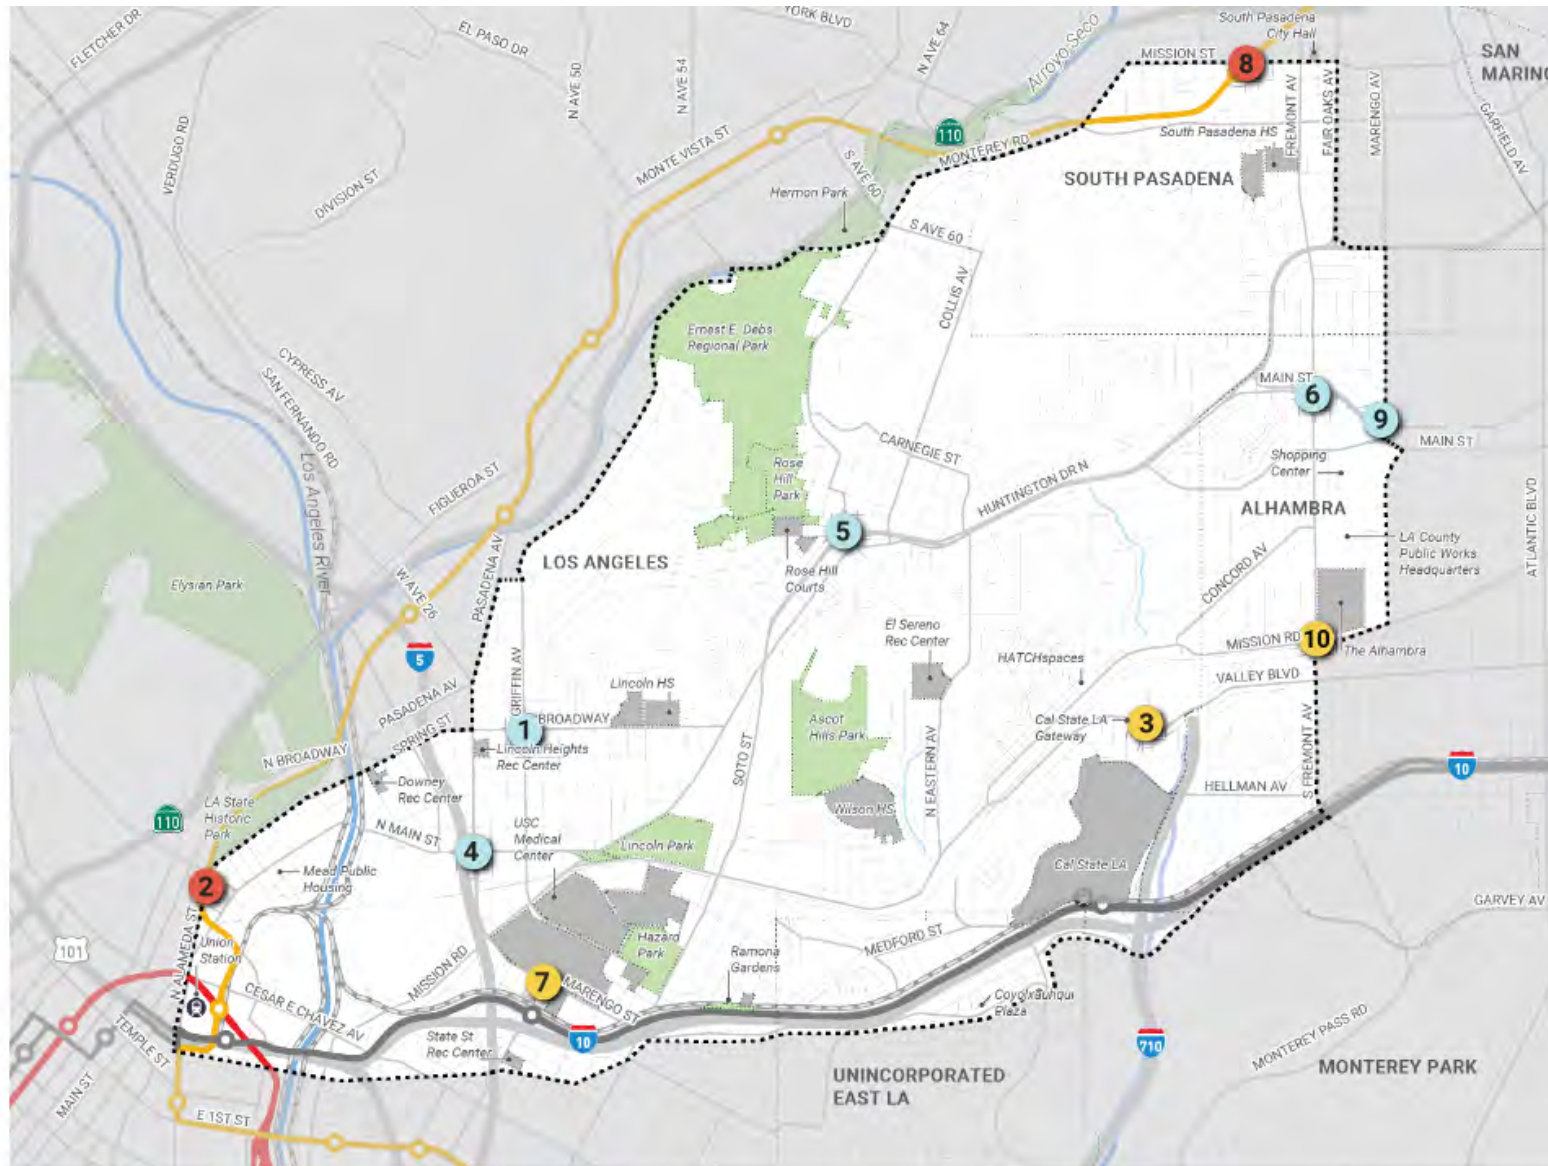 FLETCHER DR
YORK BLVD
EL PASO DR
N AVE 64
N AVE 50
N AVE 54
Arroyo Seco
South Pasadena
City Hall
MISSION ST
8
SAN
FREMONT AV
FAIR OAKS AV
MARENGO AV
GARFIELD AV
VERDUGO RD
110
MONTE VISTA ST
MONTEREY RD
South Pasadena HS
S AVE 60
SOUTH PASADENA
DIVISION ST
Hermon Park
S AVE 60
COLLIS AV
Ernest E. Debs
Regional Park
CYPRESS AV
SAN FERNANDO RD
MAIN ST
6
9
MAIN ST
CARNEGIE ST
Shopping
Center
Los Angeles River
FIGUEROA ST
Rose
Hill
Park
HUNTINGTON DR N
ALHAMBRA
ATLANTIC BLVD
5
LA County
Public Works
Headquarters
PASADENA AV
LOS ANGELES
Rose Hill
Courts
CONCORD AV
Elysian Park
W AVE 26
El Sereno
Rec Center
MISSION RD
10
The Alhambra
5
HATCHspaces
VALLEY BLVD
GRIFFIN AV
Lincoln HS
PASADENA AV
SPRING ST
BROADWAY
1
Ascot
Hills Park
Cal State LA
Gateway
3
N BROADWAY
Lincoln Heights
Rec Center
SOTO ST
N EASTERN AV
S FREMONT AV
10
Downey
Rec Center
HELLMAN AV
LA State
Historic
Park
110
Wilson HS
N MAIN ST
USC
Medical
Center
4
Lincoln Park
Mead Public
Housing
Cal State LA
2
GARVEY AV
N ALAMEDA ST
Union
Station
101
Hazard
Park
Ramona
Gardens
MEDFORD ST
MISSION RD
7
MARENGO ST
CESAR E CHAVEZ AV
Coyolxauhqui
Plaza
TEMPLE ST
State St
Rec Center
10
710
MONTEREY PASS RD
UNINCORPORATED
EAST LA
MONTEREY PARK
MAIN ST
E 1ST ST